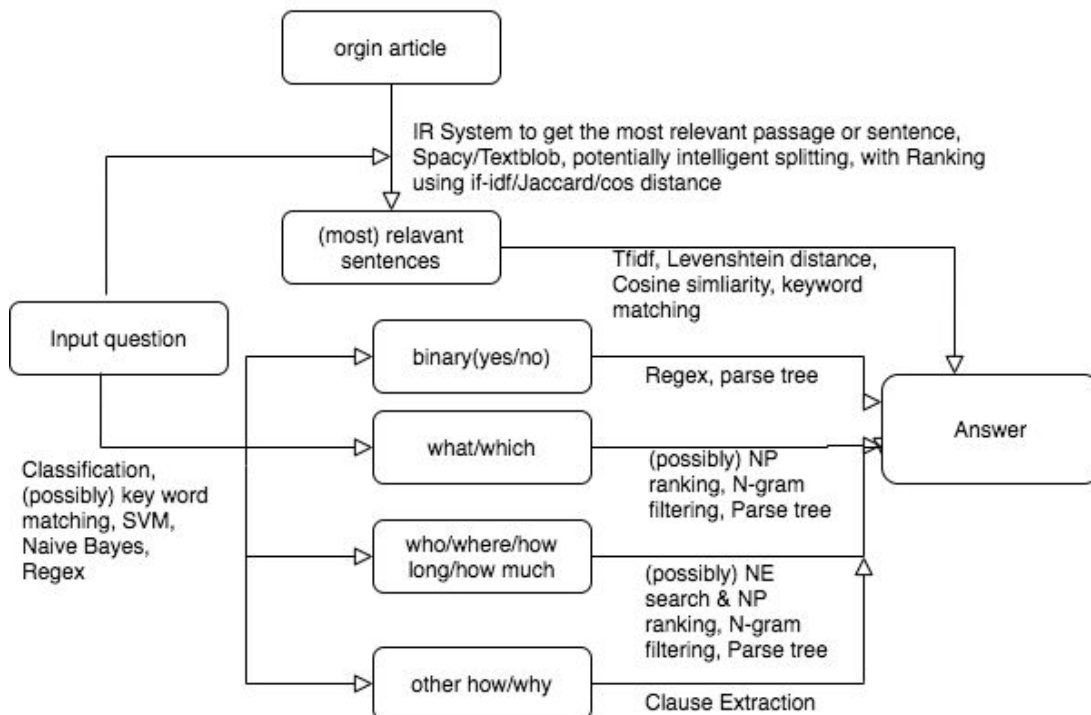 orgin article
IR System to get the most relevant passage or sentence,
Spacy/Textblob, potentially intelligent splitting, with Ranking
using if-idf/Jaccard/cos distance
(most) relavant
sentences
Tfidf, Levenshtein distance,
Cosine simliarity, keyword
matching
Input question
binary(yes/no)
Regex, parse tree
Answer
what/which
Classification,
(possibly) key word
matching, SVM,
Naive Bayes,
Regex
(possibly) NP
ranking, N-gram
filtering, Parse tree
who/where/how
long/how much
(possibly) NE
search & NP
ranking, N-gram
filtering, Parse tree
other how/why
Clause Extraction